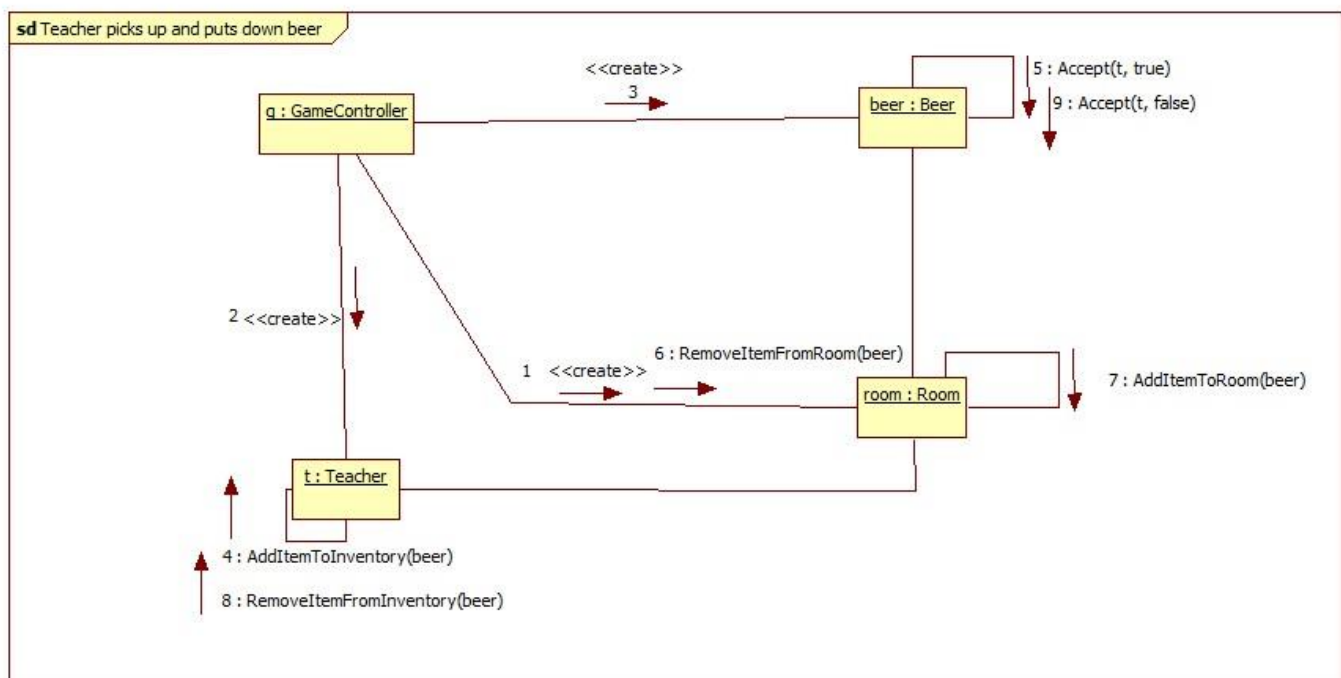 sd Teacher picks up and puts down beer
<<create>>
3
5 : Accept(t, true)
9 : Accept(t, false)
g : GameController
beer : Beer
2 <<create>>
1 <<create>>
6 : RemoveItemFromRoom(beer)
room : Room
7 : AddItemToRoom(beer)
t : Teacher
4 : AddItemToInventory(beer)
8 : RemoveItemFromInventory(beer)